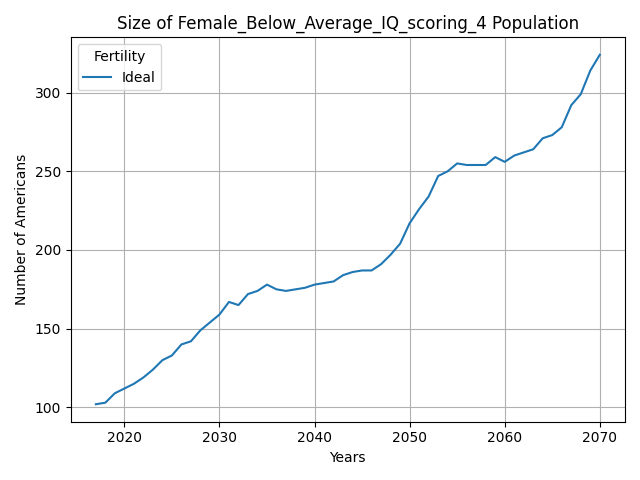 Size of Female_Below_Average_IQ_scoring_4 Population
Fertility
Ideal
Number of Americans
300
250
200
150
100
2020 2030 2040 2050 2060 2070
Years